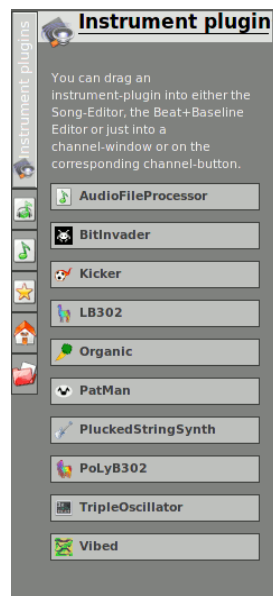 Instrument plugins
Instrument plugin
You can drag an
instrument-plugin into either the
Song-Editor, the Beat+Baseline
Editor or just into a
channel-window or on the
corresponding channel-button.
AudioFileProcessor
BitInvader
Kicker
LB302
Organic
PatMan
PluckedStringSynth
PoLyB302
TripleOscillator
Vibed